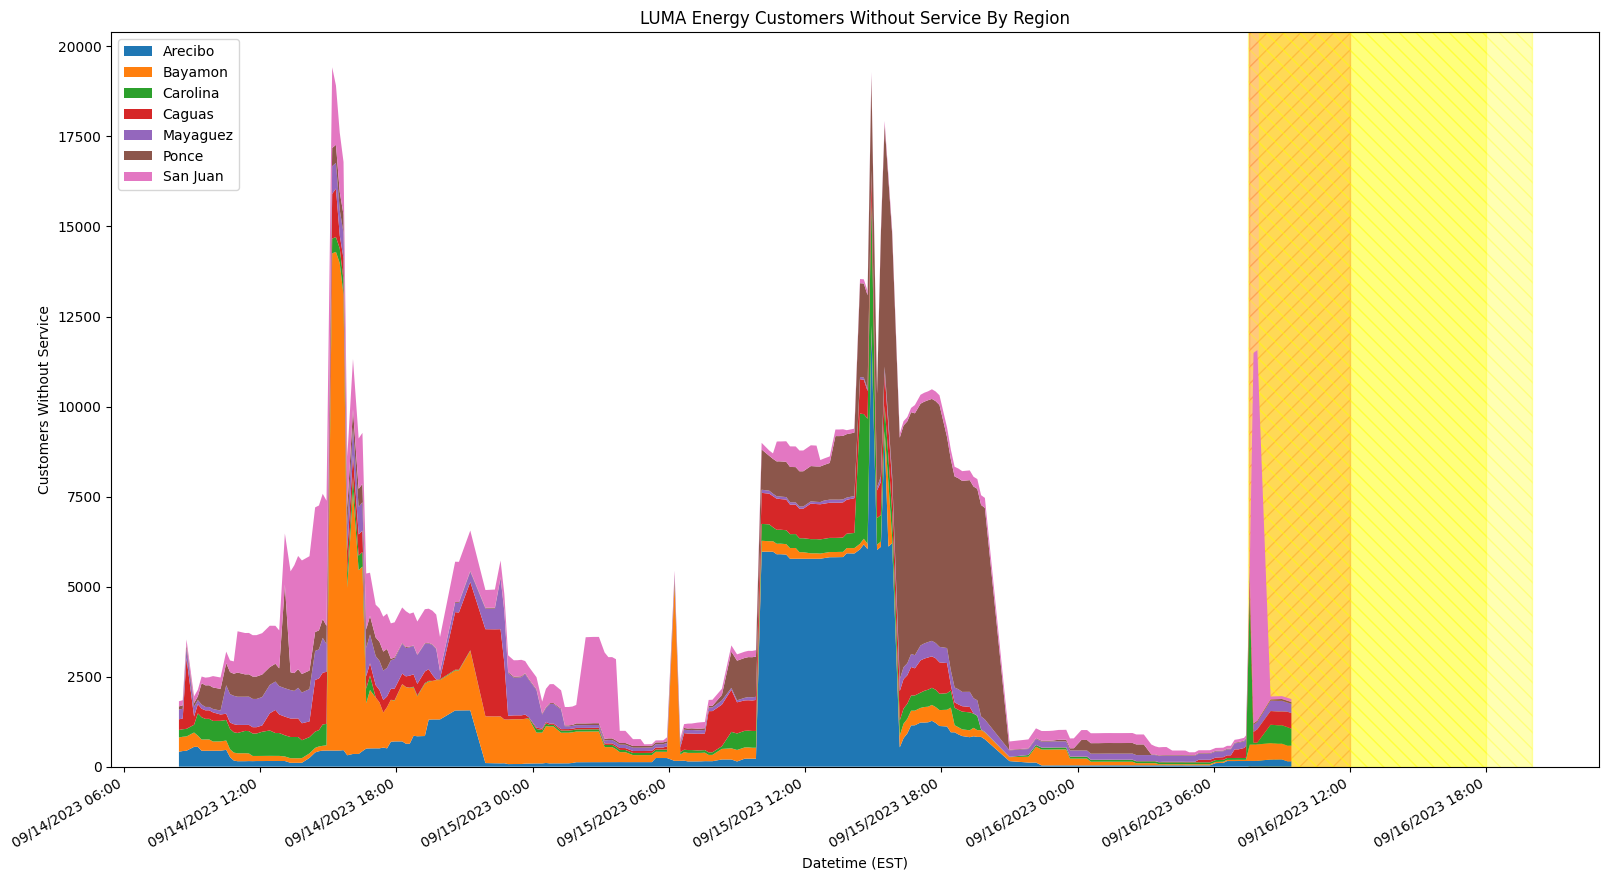 LUMA Energy Customers Without Service By Region
Arecibo
Bayamon
Carolina
Caguas
Mayaguez
Ponce
San Juan
20000
17500
15000
12500
10000
7500
5000
2500
0
Customers Without Service
09/14/2023 06:00
09/14/2023 12:00
09/14/2023 18:00
09/15/2023 00:00
09/15/2023 06:00
09/15/2023 12:00
09/15/2023 18:00
09/16/2023 00:00
09/16/2023 06:00
09/16/2023 12:00
09/16/2023 18:00
Datetime (EST)